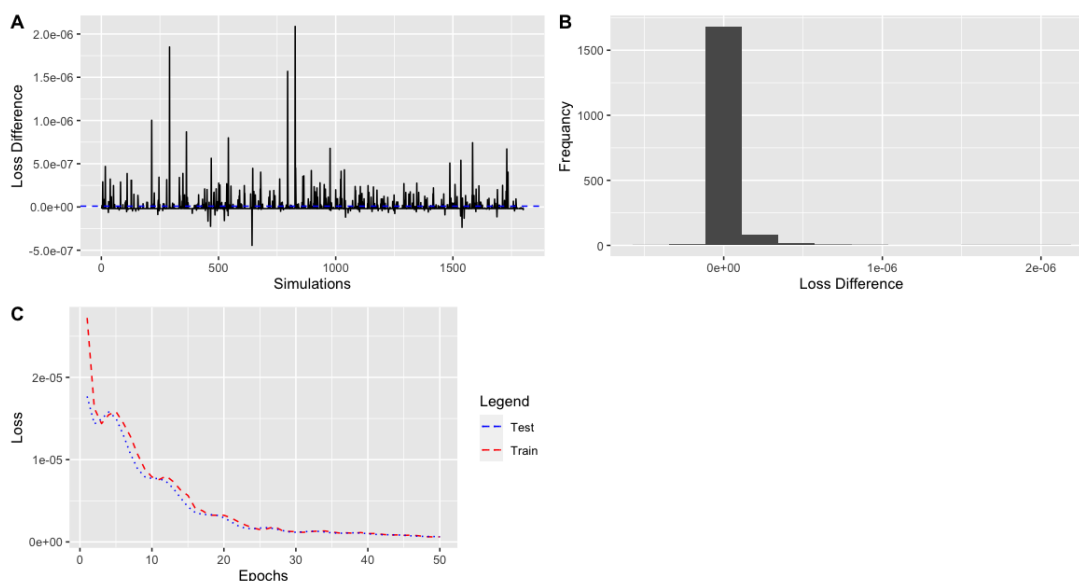 A
Loss Difference
2.0e-06
1.5e-06
1.0e-06
5.0e-07
0.0e+00
-5.0e-07
0
500
1000
1500
Simulations
B
Frequancy
1500
1000
500
0
0e+00
1e-06
2e-06
Loss Difference
C
Loss
2e-05
1e-05
0e+00
0
10
20
30
40
50
Epochs
Legend
Test
Train